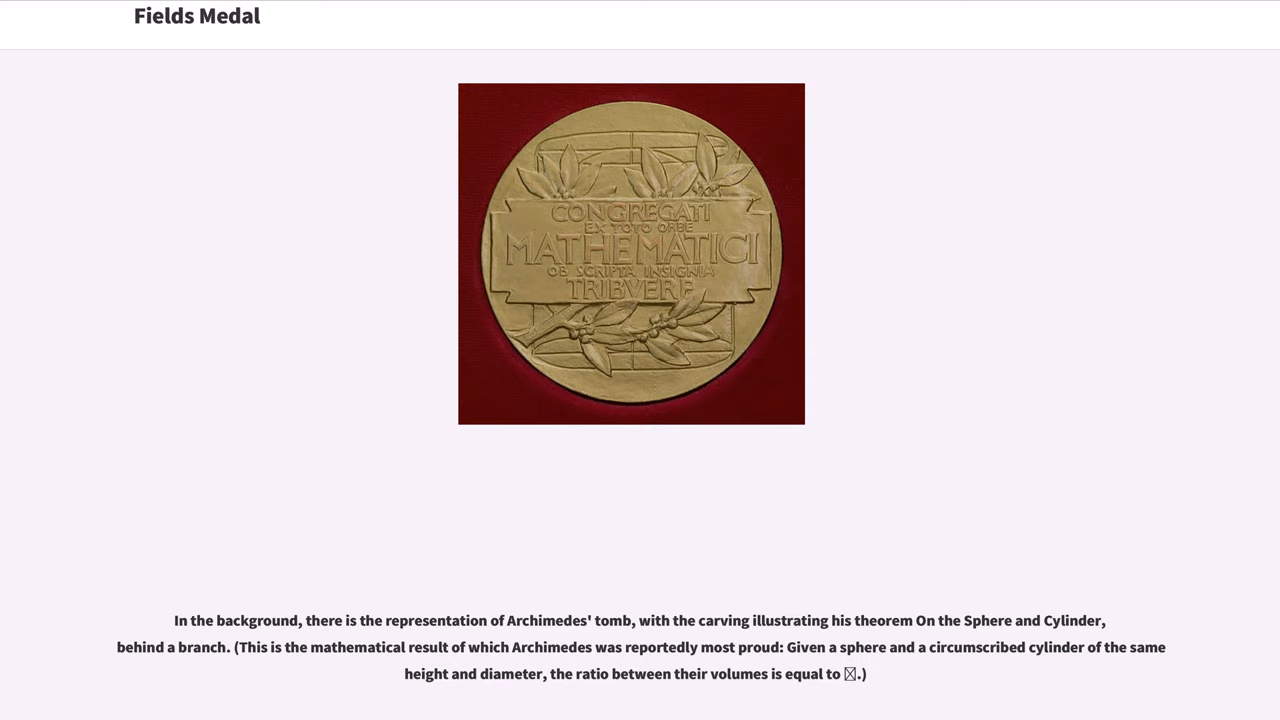 Fields Medal
CONGREGATI
EX TOTO ORBE
MATHEMATICI
OB SCRIPTA INSIGNIA
TRIBVERE
In the background, there is the representation of Archimedes' tomb, with the carving illustrating his theorem On the Sphere and Cylinder,
behind a branch. (This is the mathematical result of which Archimedes was reportedly most proud: Given a sphere and a circumscribed cylinder of the same
height and diameter, the ratio between their volumes is equal to .)